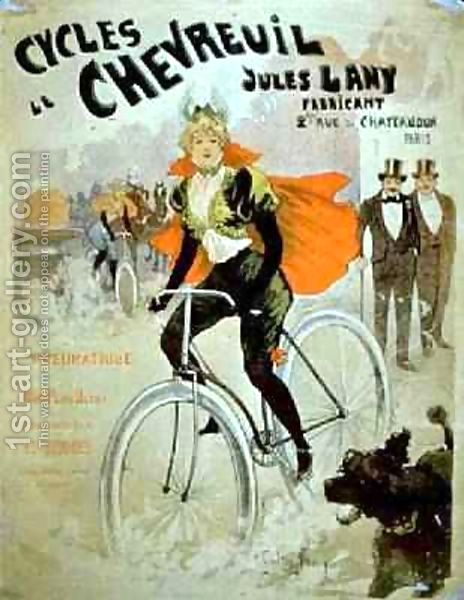 CYCLES
LE CHEVREUIL
JULES LANY
FABRICANT
2 RUE DE CHATEAUDUN
PARIS
PNEUMATIQUE
1st-art-gallery.com
This watermark does not appear on the painting